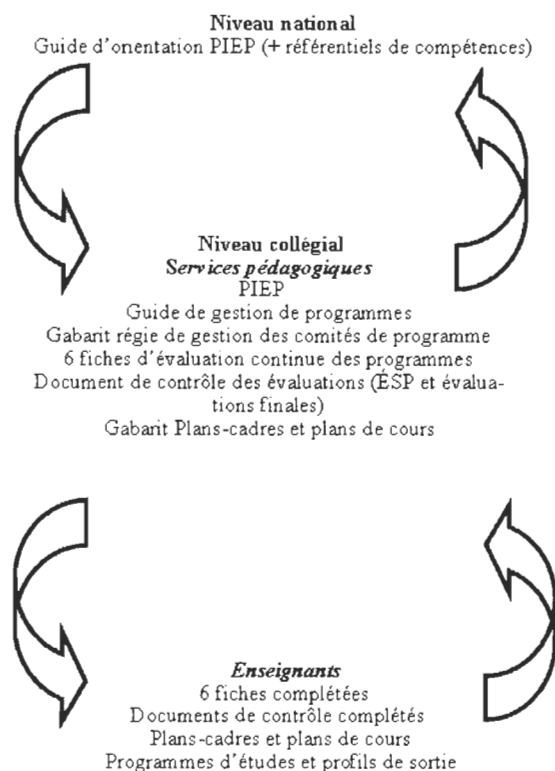 Niveau national
Guide d'orientation PIEP (+ référentiels de compétences)
Niveau collégial
Services pédagogiques
PIEP
Guide de gestion de programmes
Gabarit régie de gestion des comités de programme
6 fiches d'évaluation continue des programmes
Document de contrôle des évaluations (ÉSP et évalua-
tions finales)
Gabarit Plans-cadres et plans de cours
Enseignants
6 fiches complétées
Documents de contrôle complétés
Plans-cadres et plans de cours
Programmes d'études et profils de sortie